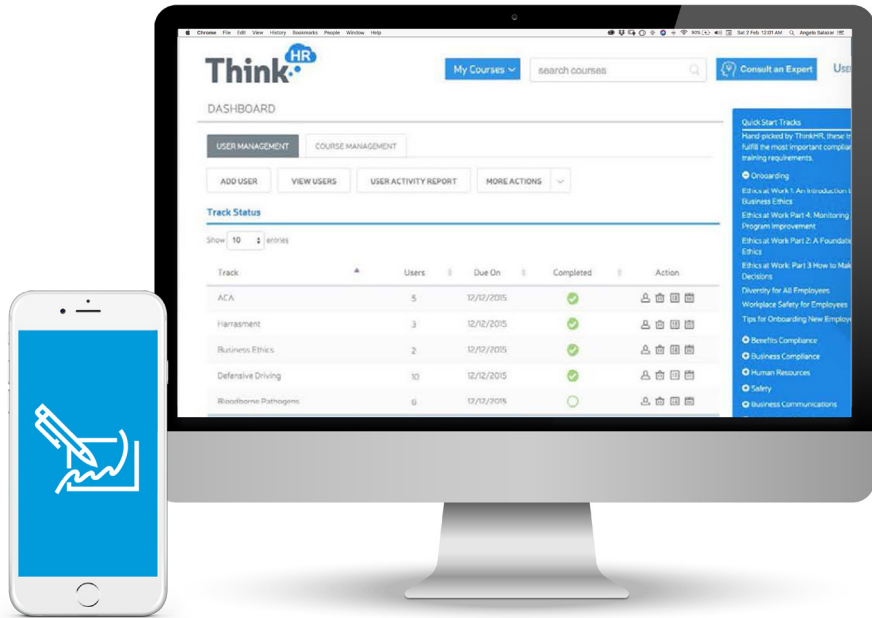 Chrome File Edit View History Bookmarks People Window Help
Sat 2 Feb 12:01 AM Angelo Salazar
Think HR
My Courses
search courses
Consult an Expert
DASHBOARD
USER MANAGEMENT
COURSE MANAGEMENT
ADD USER
VIEW USERS
USER ACTIVITY REPORT
MORE ACTIONS
Track Status
Show 10 entries
Track Users Due On Completed Action
ACA 5 12/12/2015
Harrasment 3 12/12/2015
Business Ethics 2 12/12/2015
Defensive Driving 10 12/12/2015
Bloodborne Pathogens 6 12/12/2015
Quick Start Tracks
Hand-picked by ThinkHR, these
fulfill the most important
training requirements.
Onboarding
Ethics at Work 1: An Introduction
Business Ethics
Ethics at Work Part 4: Monitoring
Program Improvement
Ethics at Work Part 2: A
Ethics
Ethics at Work: Part 3 How to
Decisions
Diversity for All Employees
Workplace Safety for Employees
Tips for Onboarding New
Benefits Compliance
Business Compliance
Human Resources
Safety
Business Communications